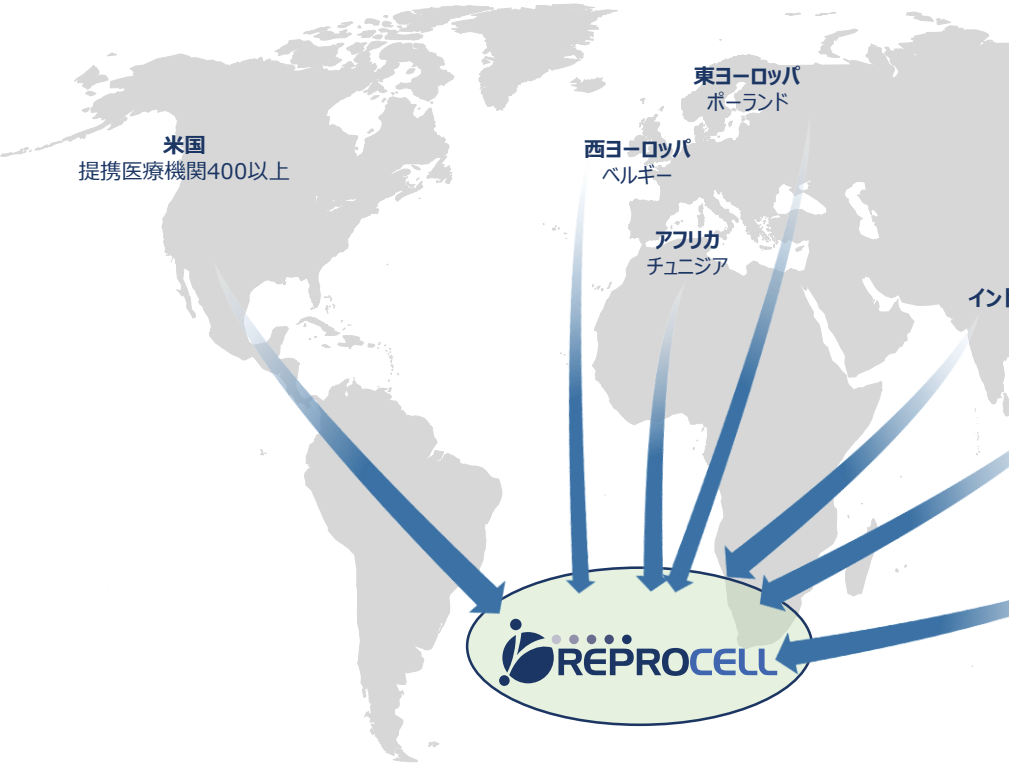 東ヨーロッパ
ポーランド
米国
提携医療機関400以上
西ヨーロッパ
ベルギー
アフリカ
チュニジア
イン
REPROCELL